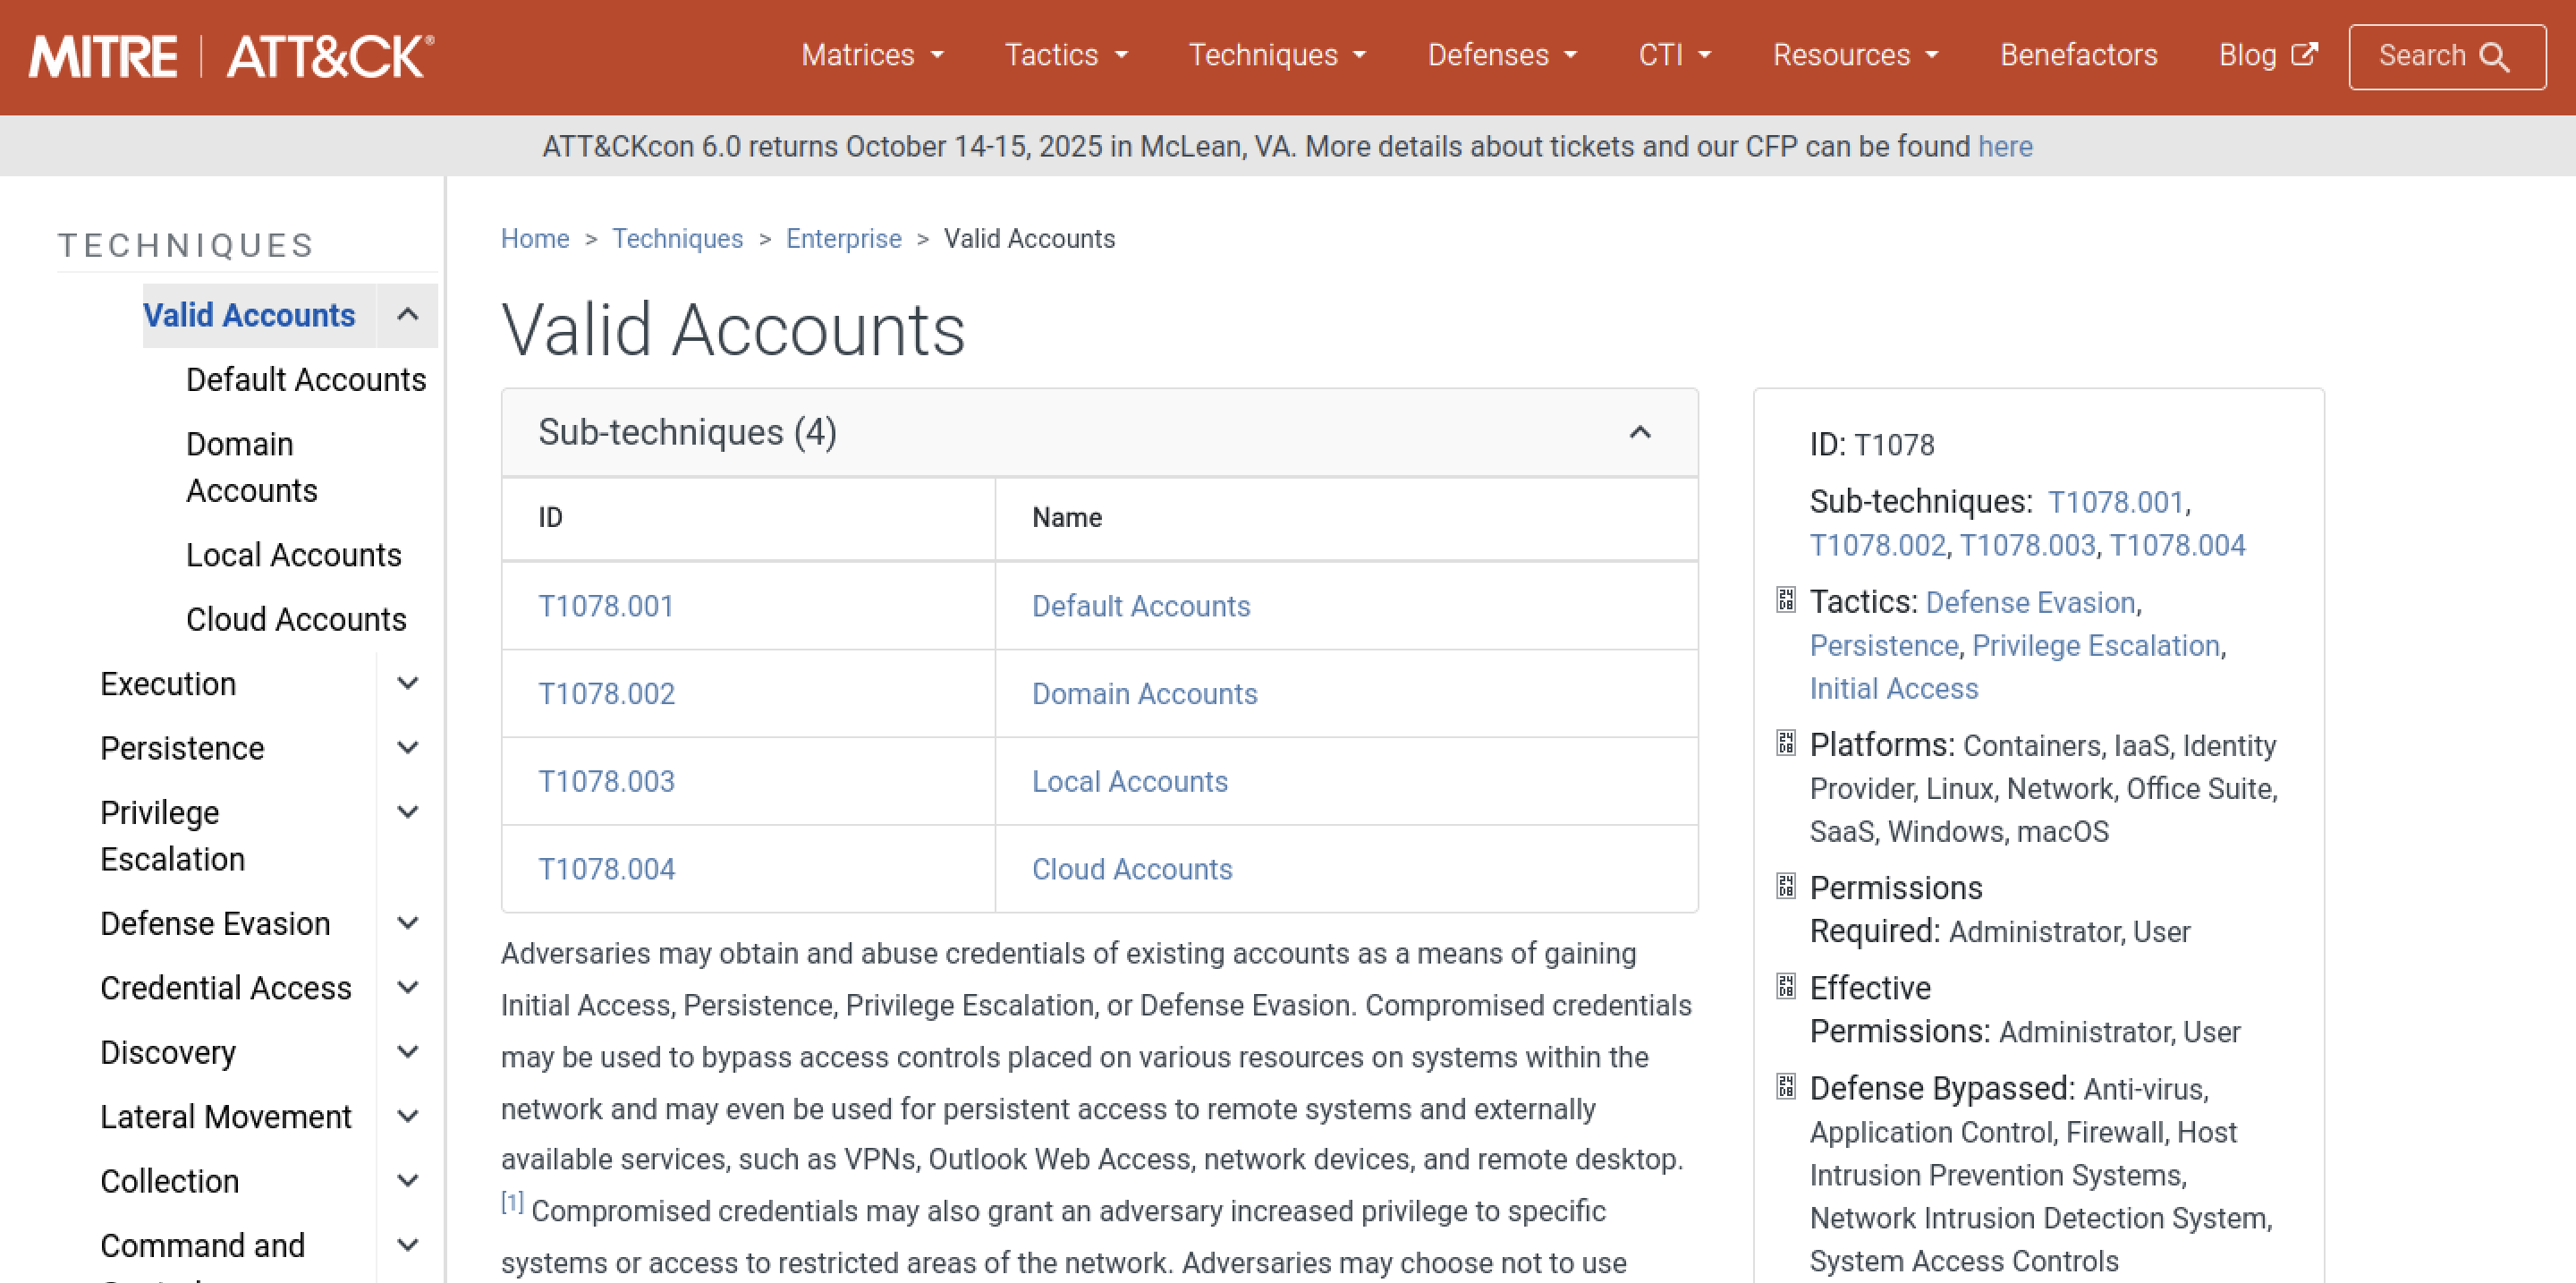 MITRE | ATT&CK®
Matrices
Tactics
Techniques
Defenses
CTI
Resources
Benefactors
Blog
Search
ATT&CKcon 6.0 returns October 14-15, 2025 in McLean, VA. More details about tickets and our CFP can be found here
TECHNIQUES
Valid Accounts
Default Accounts
Domain
Accounts
Local Accounts
Cloud Accounts
Execution
Persistence
Privilege
Escalation
Defense Evasion
Credential Access
Discovery
Lateral Movement
Collection
Command and
Home > Techniques > Enterprise > Valid Accounts
Valid Accounts
Sub-techniques (4)
ID Name
T1078.001 Default Accounts
T1078.002 Domain Accounts
T1078.003 Local Accounts
T1078.004 Cloud Accounts
Adversaries may obtain and abuse credentials of existing accounts as a means of gaining
Initial Access, Persistence, Privilege Escalation, or Defense Evasion. Compromised credentials
may be used to bypass access controls placed on various resources on systems within the
network and may even be used for persistent access to remote systems and externally
available services, such as VPNs, Outlook Web Access, network devices, and remote desktop.
[1] Compromised credentials may also grant an adversary increased privilege to specific
systems or access to restricted areas of the network. Adversaries may choose not to use
ID: T1078
Sub-techniques: T1078.001,
T1078.002, T1078.003, T1078.004
Tactics: Defense Evasion,
Persistence, Privilege Escalation,
Initial Access
Platforms: Containers, IaaS, Identity
Provider, Linux, Network, Office Suite,
SaaS, Windows, macOS
Permissions
Required: Administrator, User
Effective
Permissions: Administrator, User
Defense Bypassed: Anti-virus,
Application Control, Firewall, Host
Intrusion Prevention Systems,
Network Intrusion Detection System,
System Access Controls